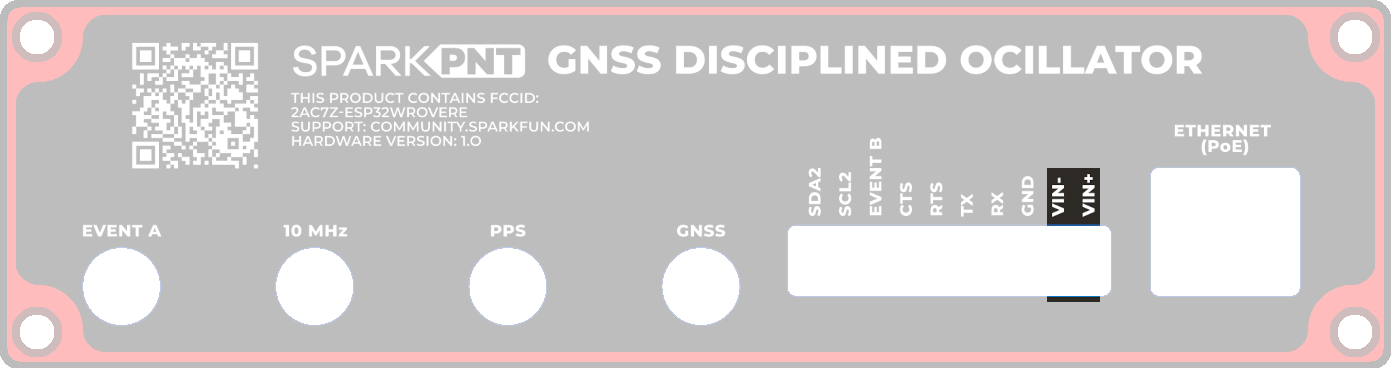 SPARKPNT GNSS DISCIPLINED OCILLATOR
THIS PRODUCT CONTAINS FCCID:
2AC7Z-ESP32WROVERE
SUPPORT: COMMUNITY.SPARKFUN.COM
HARDWARE VERSION: 1.0
EVENT A
10 MHz
PPS
GNSS
SDA2
SCL2
EVENT B
CTS
RTS
TX
RX
GND
VIN-
VIN+
ETHERNET
(PoE)